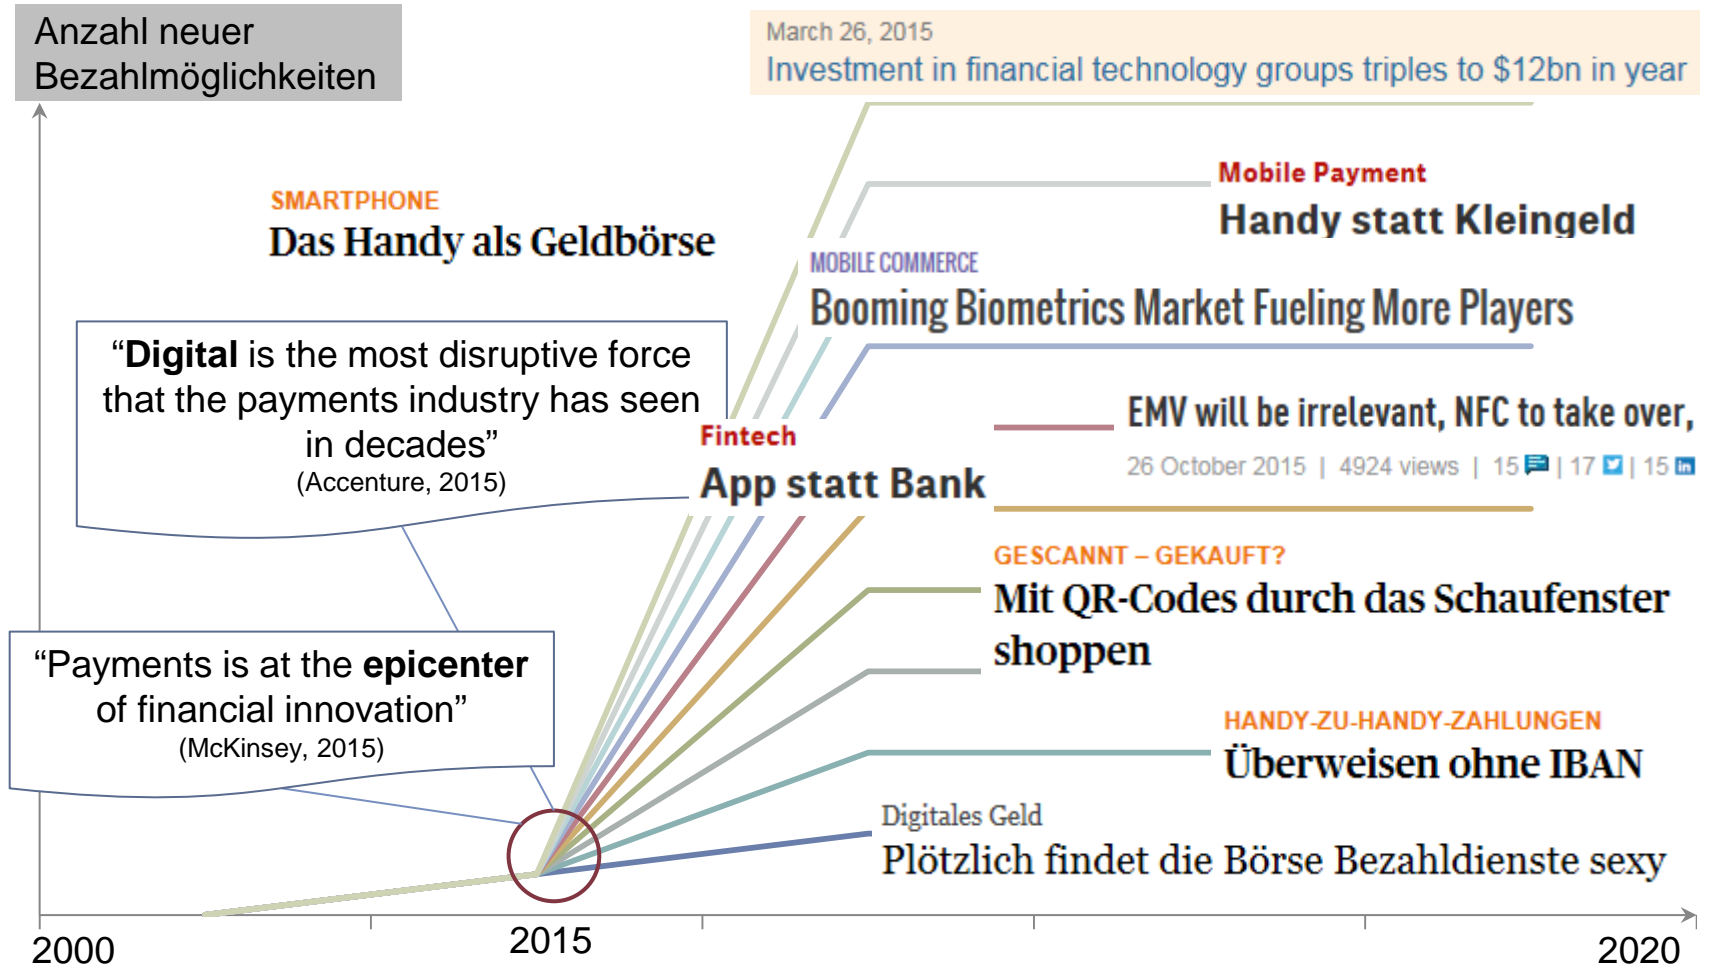 Anzahl neuer
Bezahlmöglichkeiten
March 26, 2015
Investment in financial technology groups triples to $12bn in year
SMARTPHONE
Das Handy als Geldbörse
Mobile Payment
Handy statt Kleingeld
MOBILE COMMERCE
Booming Biometrics Market Fueling More Players
“Digital is the most disruptive force
that the payments industry has seen
in decades”
(Accenture, 2015)
Fintech
App statt Bank
EMV will be irrelevant, NFC to take over,
26 October 2015 | 4924 views | 15 | 17 | 15 in
GESCANNT – GEKAUFT?
Mit QR-Codes durch das Schaufenster
shoppen
“Payments is at the epicenter
of financial innovation”
(McKinsey, 2015)
HANDY-ZU-HANDY-ZAHLUNGEN
Überweisen ohne IBAN
Digitales Geld
Plötzlich findet die Börse Bezahldienste sexy
2000
2015
2020